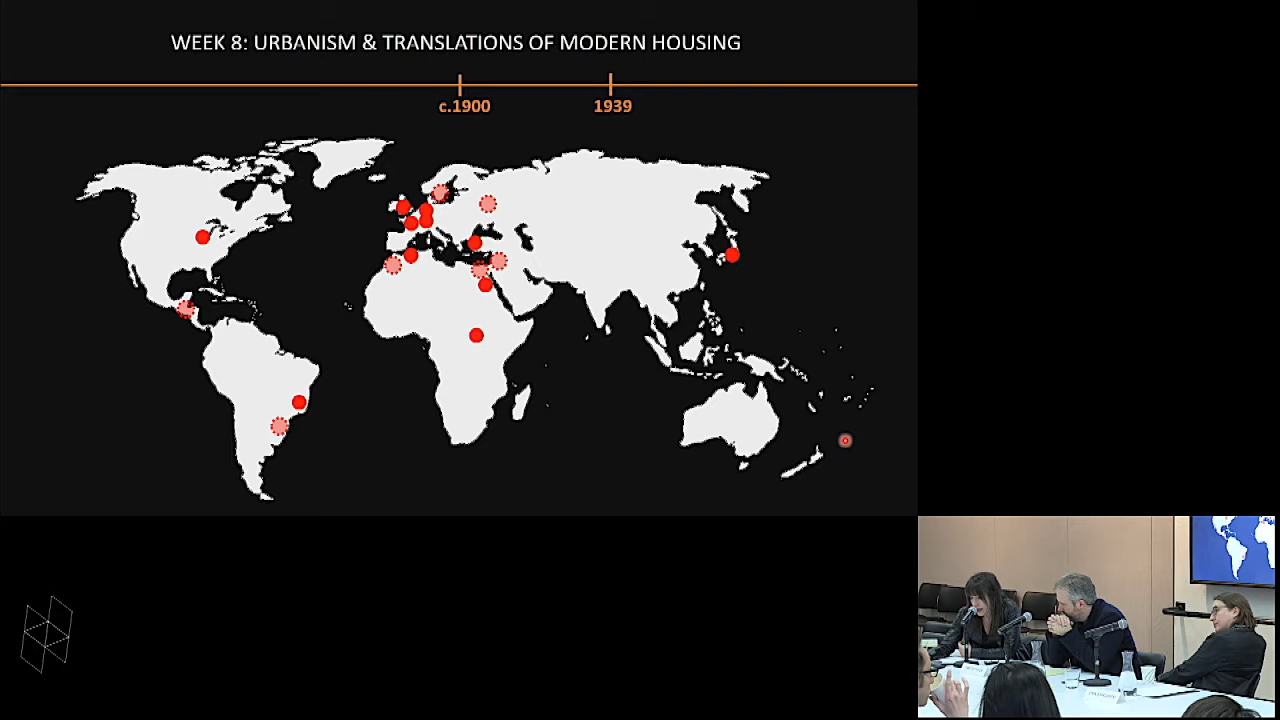 WEEK 8: URBANISM & TRANSLATIONS OF MODERN HOUSING
c.1900
1939